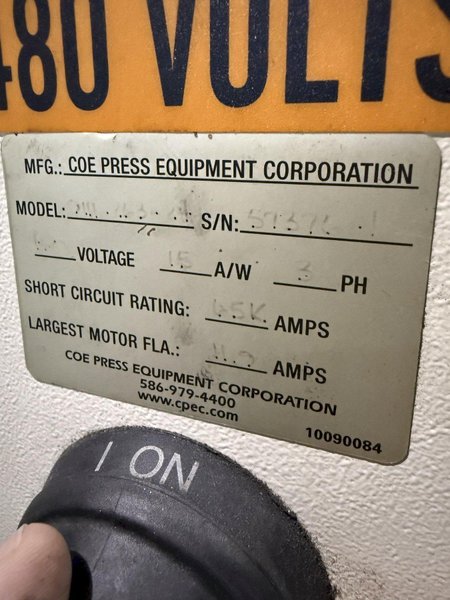 480 VOLTS
MFG.: COE PRESS EQUIPMENT CORPORATION
MODEL: S/N:
VOLTAGE 15 A/W 3 PH
SHORT CIRCUIT RATING: 65K AMPS
LARGEST MOTOR FLA.: AMPS
COE PRESS EQUIPMENT CORPORATION
586-979-4400
www.cpec.com
10090084
I ON